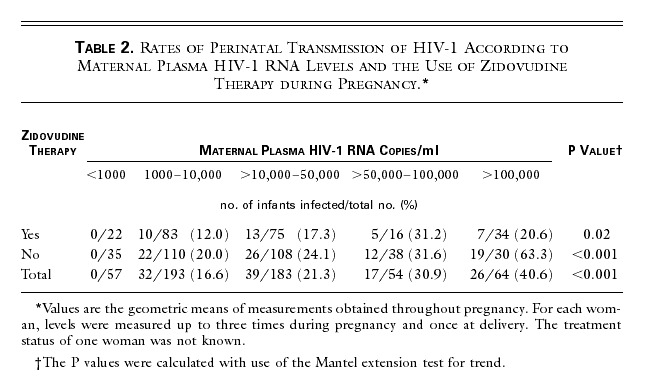 TABLE 2. RATES OF PERINATAL TRANSMISSION OF HIV-1 ACCORDING TO
MATERNAL PLASMA HIV-1 RNA LEVELS AND THE USE OF ZIDOVUDINE
THERAPY DURING PREGNANCY.*
ZIDOVUDINE
THERAPY MATERNAL PLASMA HIV-1 RNA COPIES/ml P VALUE†
<1000 1000–10,000 >10,000–50,000 >50,000–100,000 >100,000
no. of infants infected/total no. (%)
Yes 0/22 10/83 (12.0) 13/75 (17.3) 5/16 (31.2) 7/34 (20.6) 0.02
No 0/35 22/110 (20.0) 26/108 (24.1) 12/38 (31.6) 19/30 (63.3) <0.001
Total 0/57 32/193 (16.6) 39/183 (21.3) 17/54 (30.9) 26/64 (40.6) <0.001
*Values are the geometric means of measurements obtained throughout pregnancy. For each wom-
an, levels were measured up to three times during pregnancy and once at delivery. The treatment
status of one woman was not known.
†The P values were calculated with use of the Mantel extension test for trend.